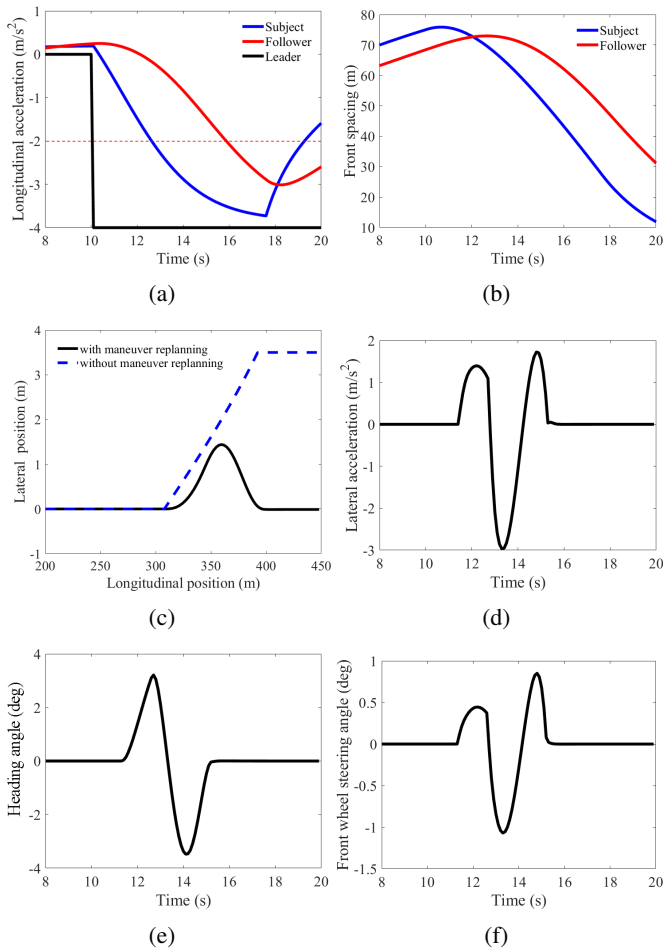 Longitudinal acceleration (m/s²)
1
0
-1
-2
-3
-4
8 10 12 14 16 18 20
Time (s)
Subject
Follower
Leader
(a)
Front spacing (m)
80
70
60
50
40
30
20
10
8 10 12 14 16 18 20
Time (s)
Subject
Follower
(b)
Lateral position (m)
4
3
2
1
0
-1
200 250 300 350 400 450
Longitudinal position (m)
with maneuver replanning
without maneuver replanning
(c)
Lateral acceleration (m/s²)
2
1
0
-1
-2
-3
8 10 12 14 16 18 20
Time (s)
(d)
Heading angle (deg)
4
2
0
-2
-4
8 10 12 14 16 18 20
Time (s)
(e)
Front wheel steering angle (deg)
1
0.5
0
-0.5
-1
-1.5
8 10 12 14 16 18 20
Time (s)
(f)